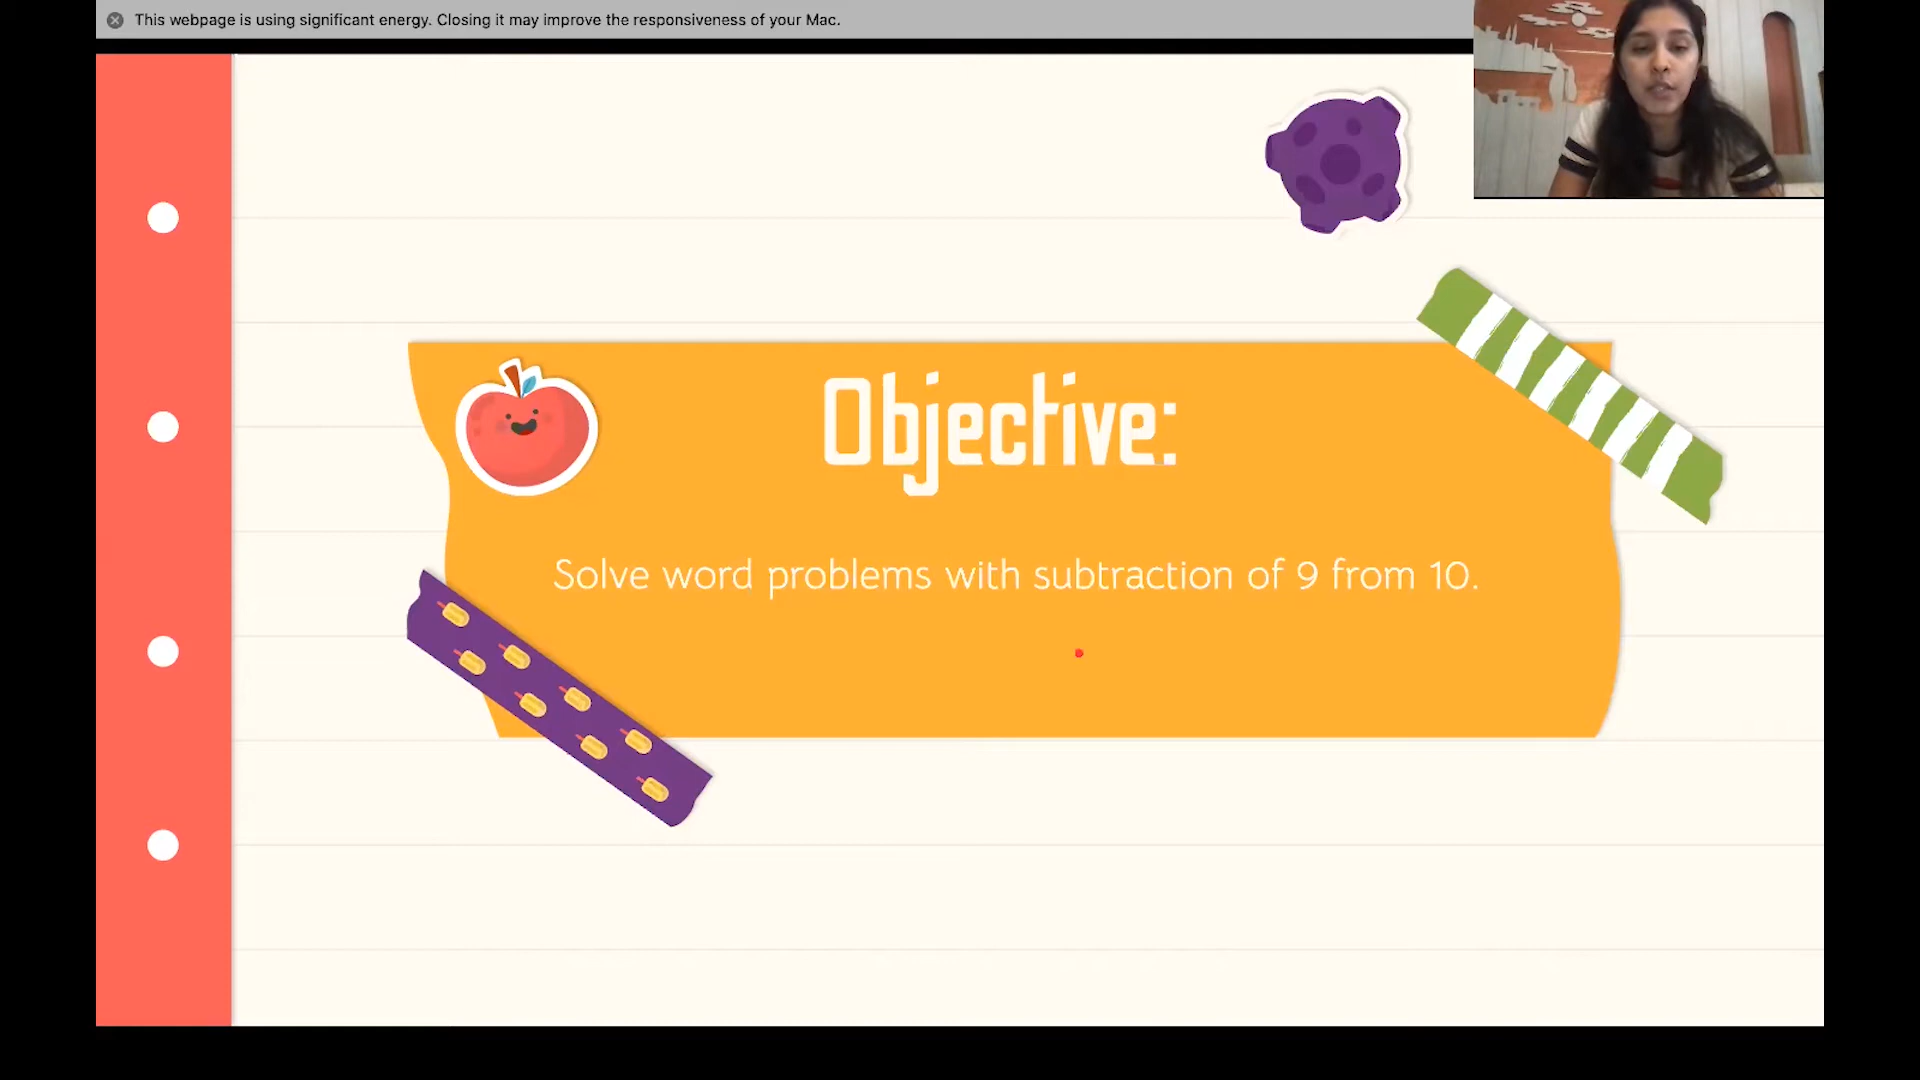 This webpage is using significant energy. Closing it may improve the responsiveness of your Mac.
Objective:
Solve word problems with subtraction of 9 from 10.